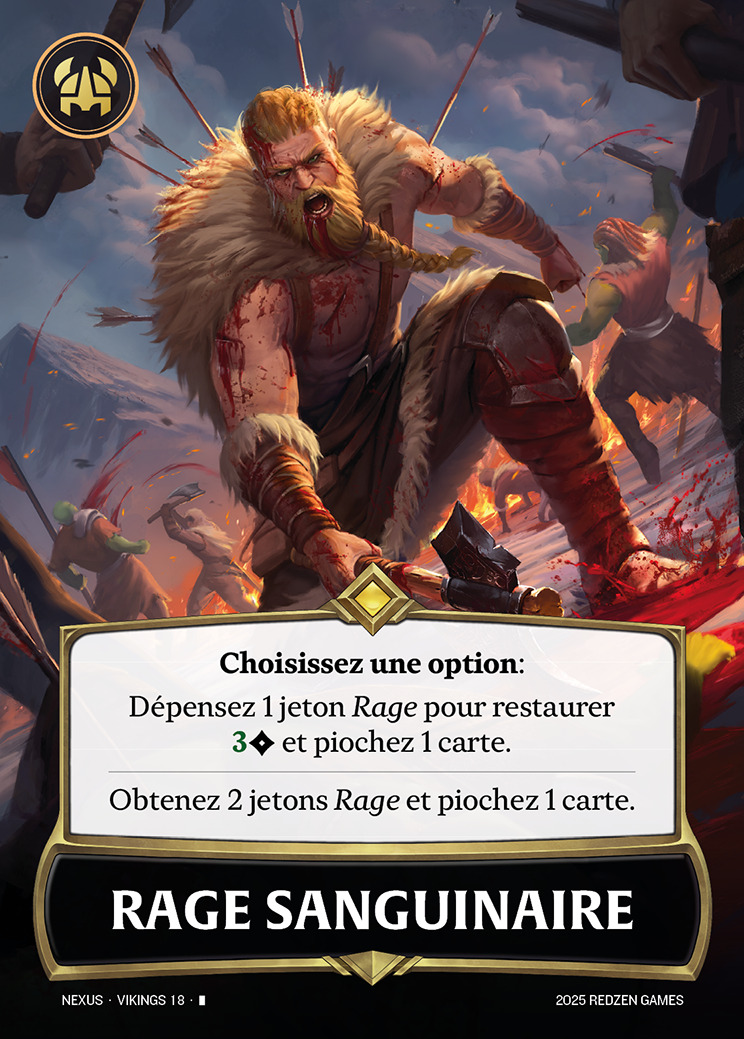 Choisissez une option:
Dépensez 1 jeton Rage pour restaurer
3 et piochez 1 carte.
Obtenez 2 jetons Rage et piochez 1 carte.
RAGE SANGUINAIRE
NEXUS · VIKINGS 18 ·
2025 REDZEN GAMES